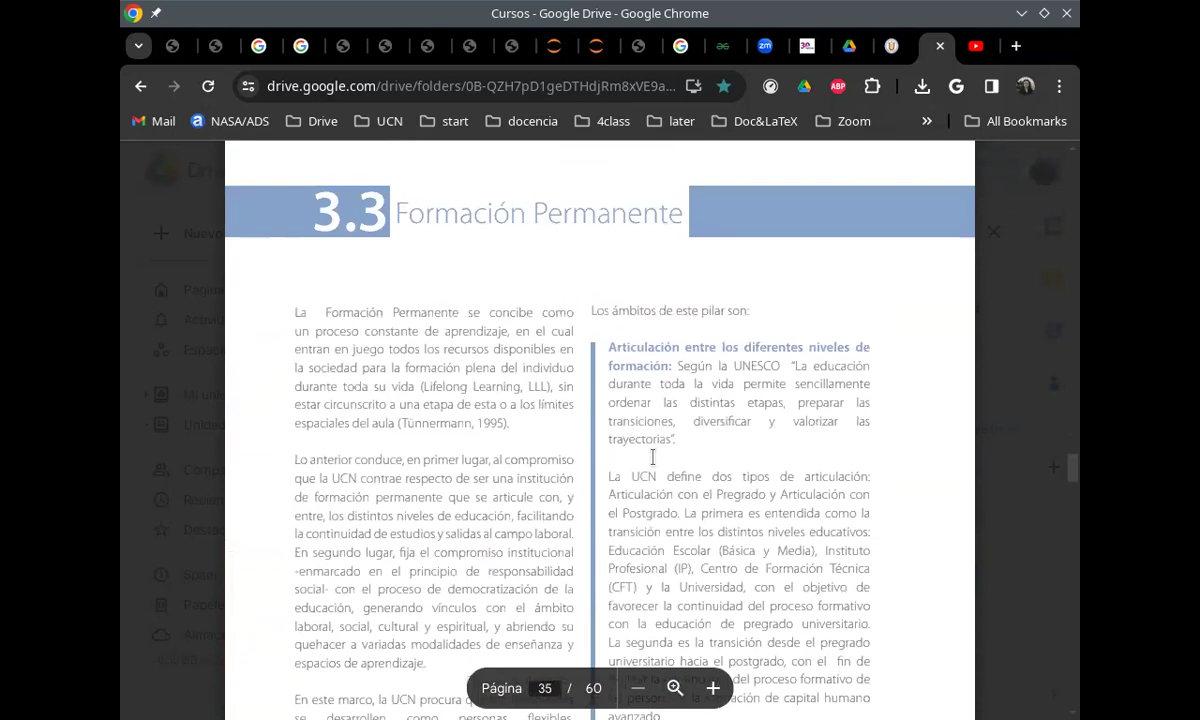 Cursos - Google Drive - Google Chrome
drive.google.com/drive/folders/0B-QZH7pD1geDTHdjRm8xVE9a...
Mail
NASA/ADS
Drive
UCN
start
docencia
4class
later
Doc&LaTeX
Zoom
»
All Bookmarks
3.3 Formación Permanente
La Formación Permanente se concibe como
un proceso constante de aprendizaje, en el cual
entran en juego todos los recursos disponibles en
la sociedad para la formación plena del individuo
durante toda su vida (Lifelong Learning, LLL), sin
estar circunscrito a una etapa de esta o a los límites
espaciales del aula (Tünnermann, 1995).
Lo anterior conduce, en primer lugar, al compromiso
que la UCN contrae respecto de ser una institución
de formación permanente que se articule con, y
entre, los distintos niveles de educación, facilitando
la continuidad de estudios y salidas al campo laboral.
En segundo lugar, fija el compromiso institucional
-enmarcado en el principio de responsabilidad
social- con el proceso de democratización de la
educación, generando vínculos con el ámbito
laboral, social, cultural y espiritual, y abriendo su
quehacer a variadas modalidades de enseñanza y
espacios de aprendizaje.
En este marco, la UCN procura
se desarrollen como personas flexibles,
Los ámbitos de este pilar son:
Articulación entre los diferentes niveles de
formación: Según la UNESCO “La educación
durante toda la vida permite sencillamente
ordenar las distintas etapas, preparar las
transiciones, diversificar y valorizar las
trayectorias”.
La UCN define dos tipos de articulación:
Articulación con el Pregrado y Articulación con
el Postgrado. La primera es entendida como la
transición entre los distintos niveles educativos:
Educación Escolar (Básica y Media), Instituto
Profesional (IP), Centro de Formación Técnica
(CFT) y la Universidad, con el objetivo de
favorecer la continuidad del proceso formativo
con la educación de pregrado universitario.
La segunda es la transición desde el pregrado
universitario hacia el postgrado, con el fin de
del proceso formativo de
de capital humano
avanzado.
Página 35 / 60